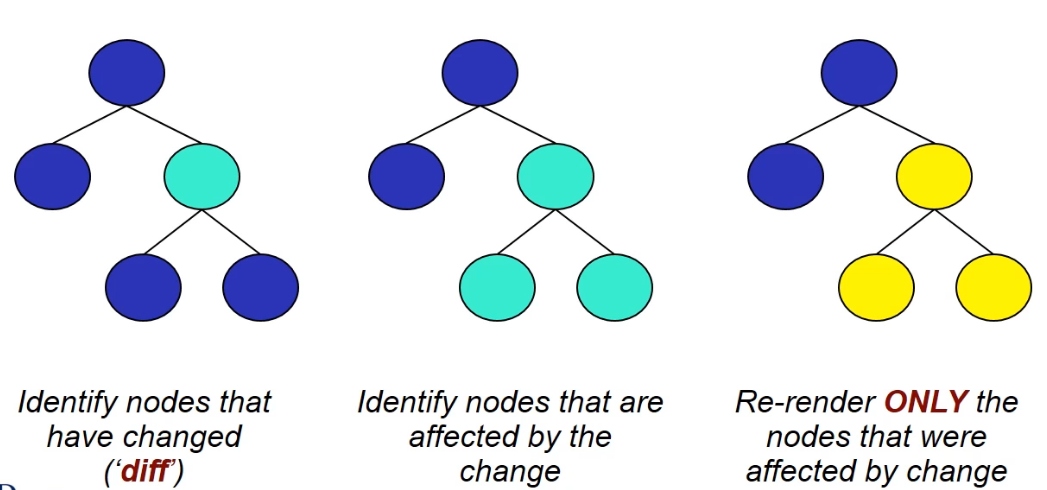 Identify nodes that
have changed
(‘diff’)
Identify nodes that are
affected by the
change
Re-render ONLY the
nodes that were
affected by change